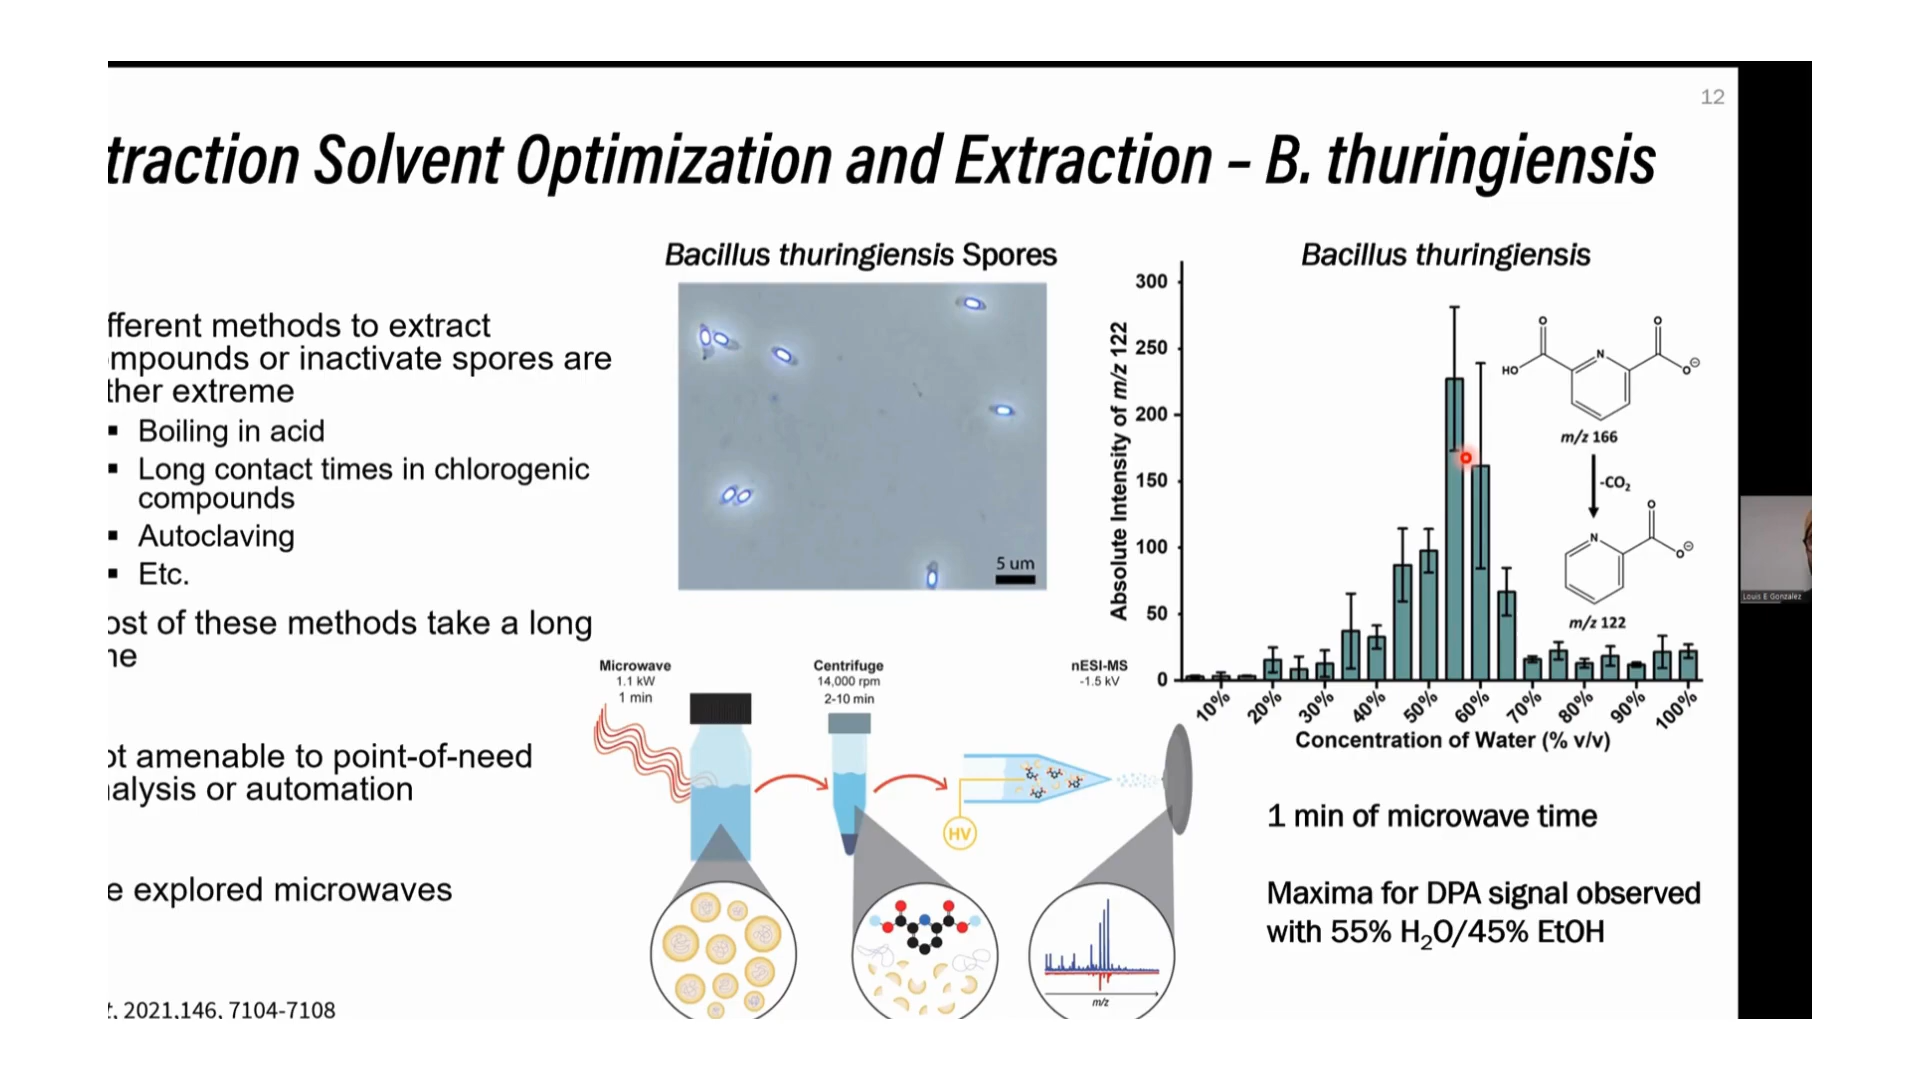 12
traction Solvent Optimization and Extraction – B. thuringiensis
fferent methods to extract
mpounds or inactivate spores are
ther extreme
▪ Boiling in acid
▪ Long contact times in chlorogenic
compounds
▪ Autoclaving
▪ Etc.
ost of these methods take a long
ne
ot amenable to point-of-need
alysis or automation
e explored microwaves
t, 2021,146, 7104-7108
Bacillus thuringiensis Spores
5 um
Microwave
1.1 kW
1 min
Centrifuge
14,000 rpm
2-10 min
nESI-MS
-1.5 kV
HV
m/z
Bacillus thuringiensis
Absolute Intensity of m/z 122
300
250
200
150
100
50
0
10% 20% 30% 40% 50% 60% 70% 80% 90% 100%
Concentration of Water (% v/v)
O O
HO N O⊖
m/z 166
-CO₂
O
N O⊖
m/z 122
1 min of microwave time
Maxima for DPA signal observed
with 55% H₂O/45% EtOH
Louis E Gonzalez